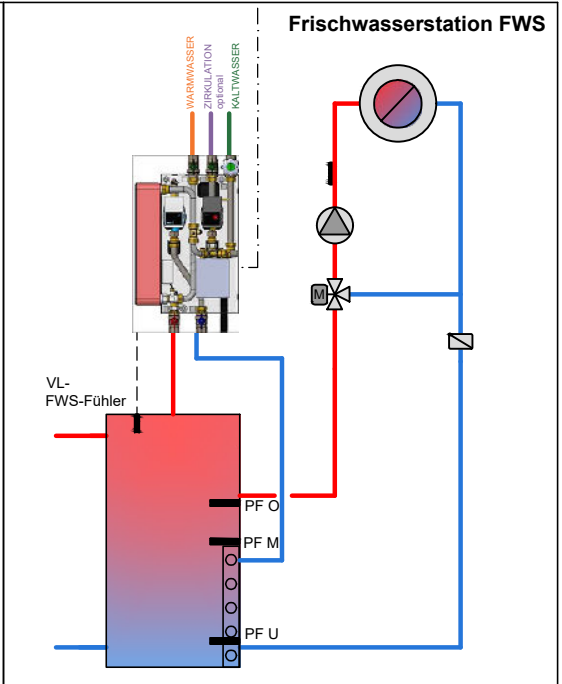 Frischwasserstation FWS
WARMWASSER
ZIRKULATION
optional
KALTWASSER
M
VL-
FWS-Fühler
PF O
PF M
PF U